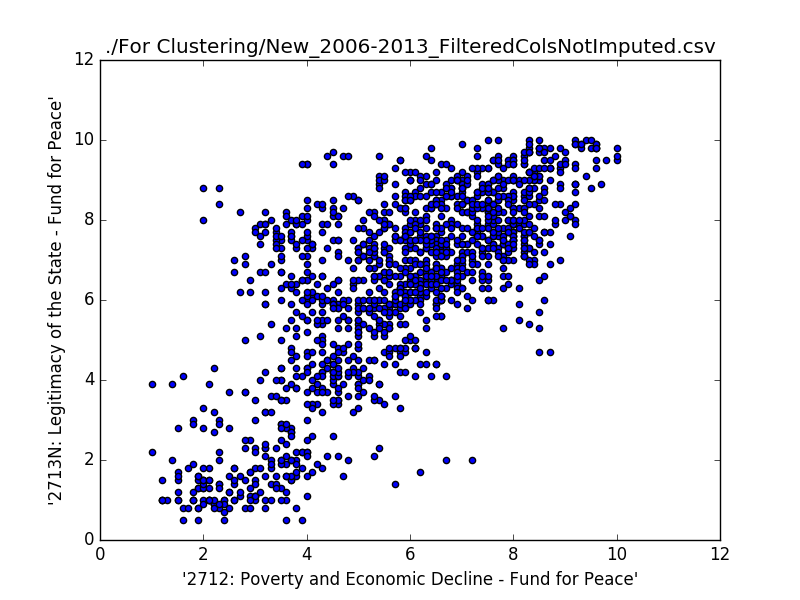 ./For Clustering/New_2006-2013_FilteredColsNotImputed.csv
12
10
8
6
4
2
0
'2713N: Legitimacy of the State - Fund for Peace'
0 2 4 6 8 10 12
'2712: Poverty and Economic Decline - Fund for Peace'